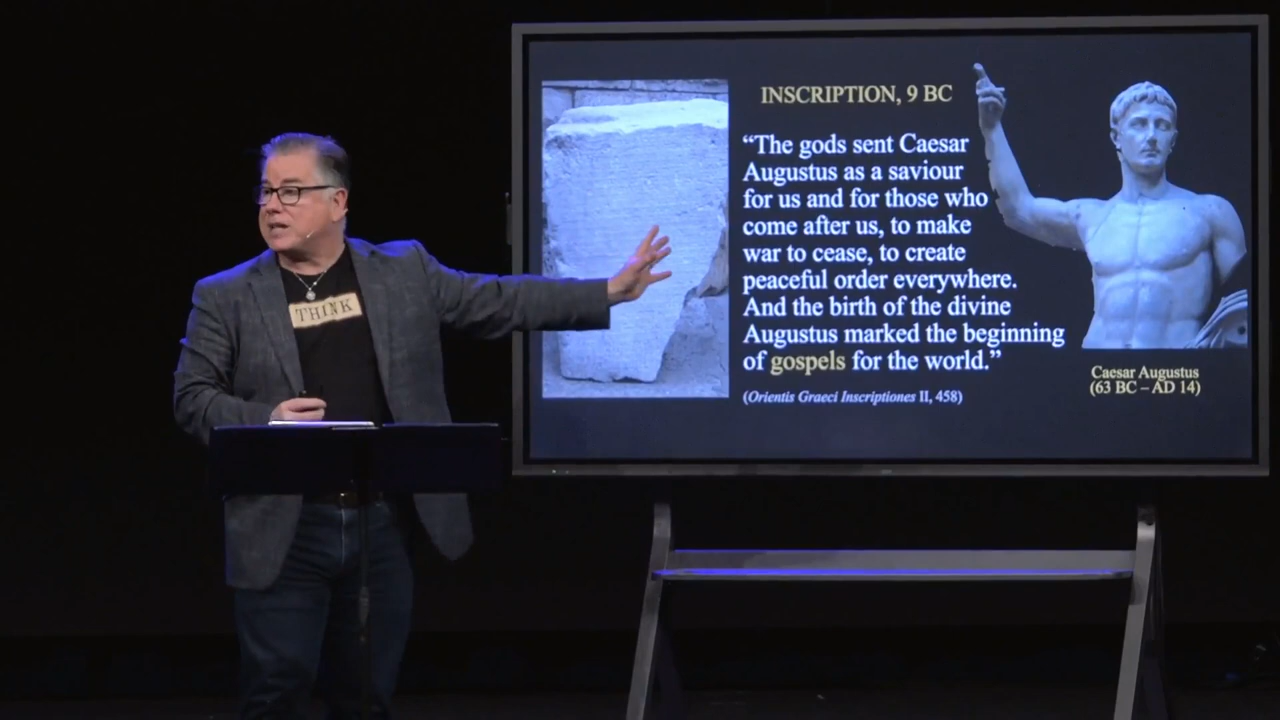 THINK
INSCRIPTION, 9 BC
“The gods sent Caesar
Augustus as a saviour
for us and for those who
come after us, to make
war to cease, to create
peaceful order everywhere.
And the birth of the divine
Augustus marked the beginning
of gospels for the world.”
(Orientis Graeci Inscriptiones II, 458)
Caesar Augustus
(63 BC – AD 14)